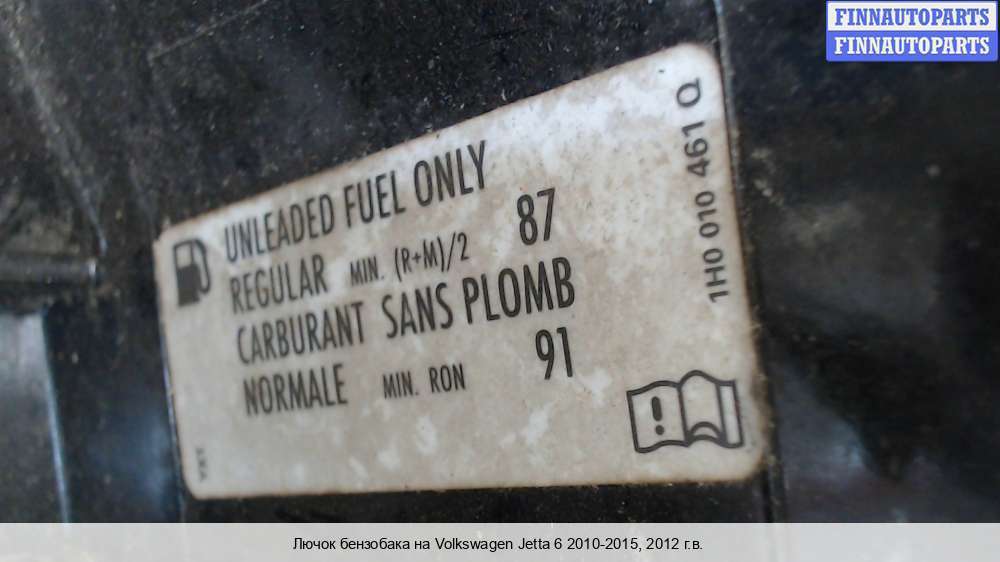 FINNAUTOPARTS
FINNAUTOPARTS
UNLEADED FUEL ONLY
REGULAR MIN. (R+M)/2 87
CARBURANT SANS PLOMB
NORMALE MIN. RON 91
1H0 010 461 Q
Лючок бензобака на Volkswagen Jetta 6 2010-2015, 2012 г.в.